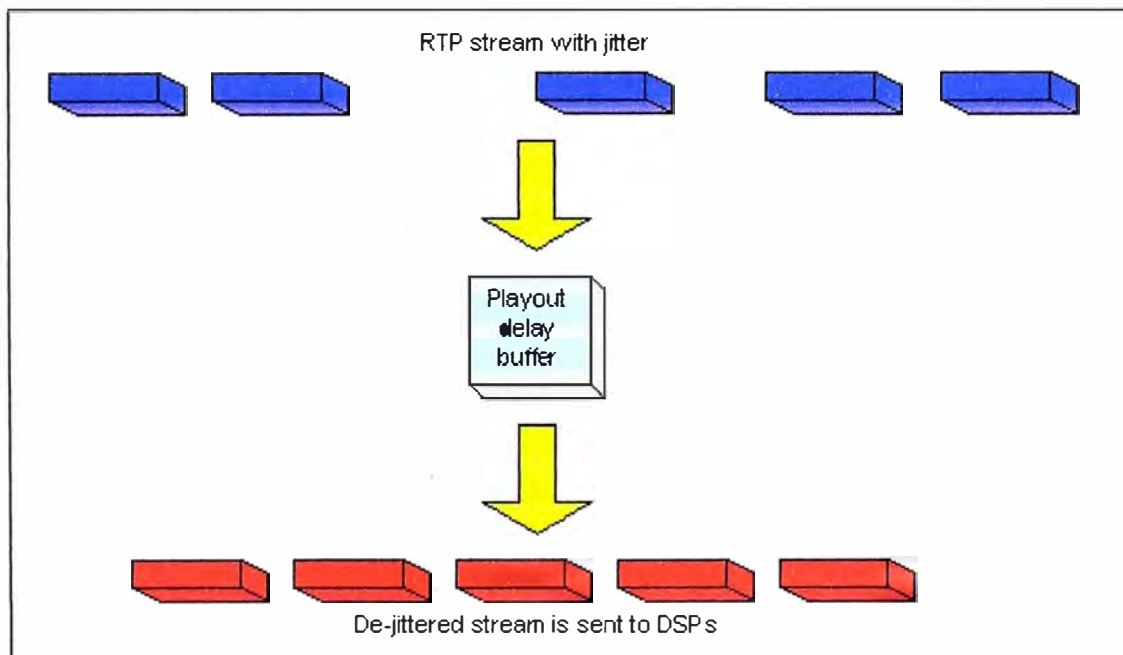 RTP stream with jitter
Playout
delay
buffer
De-jittered stream is sent to DSPs